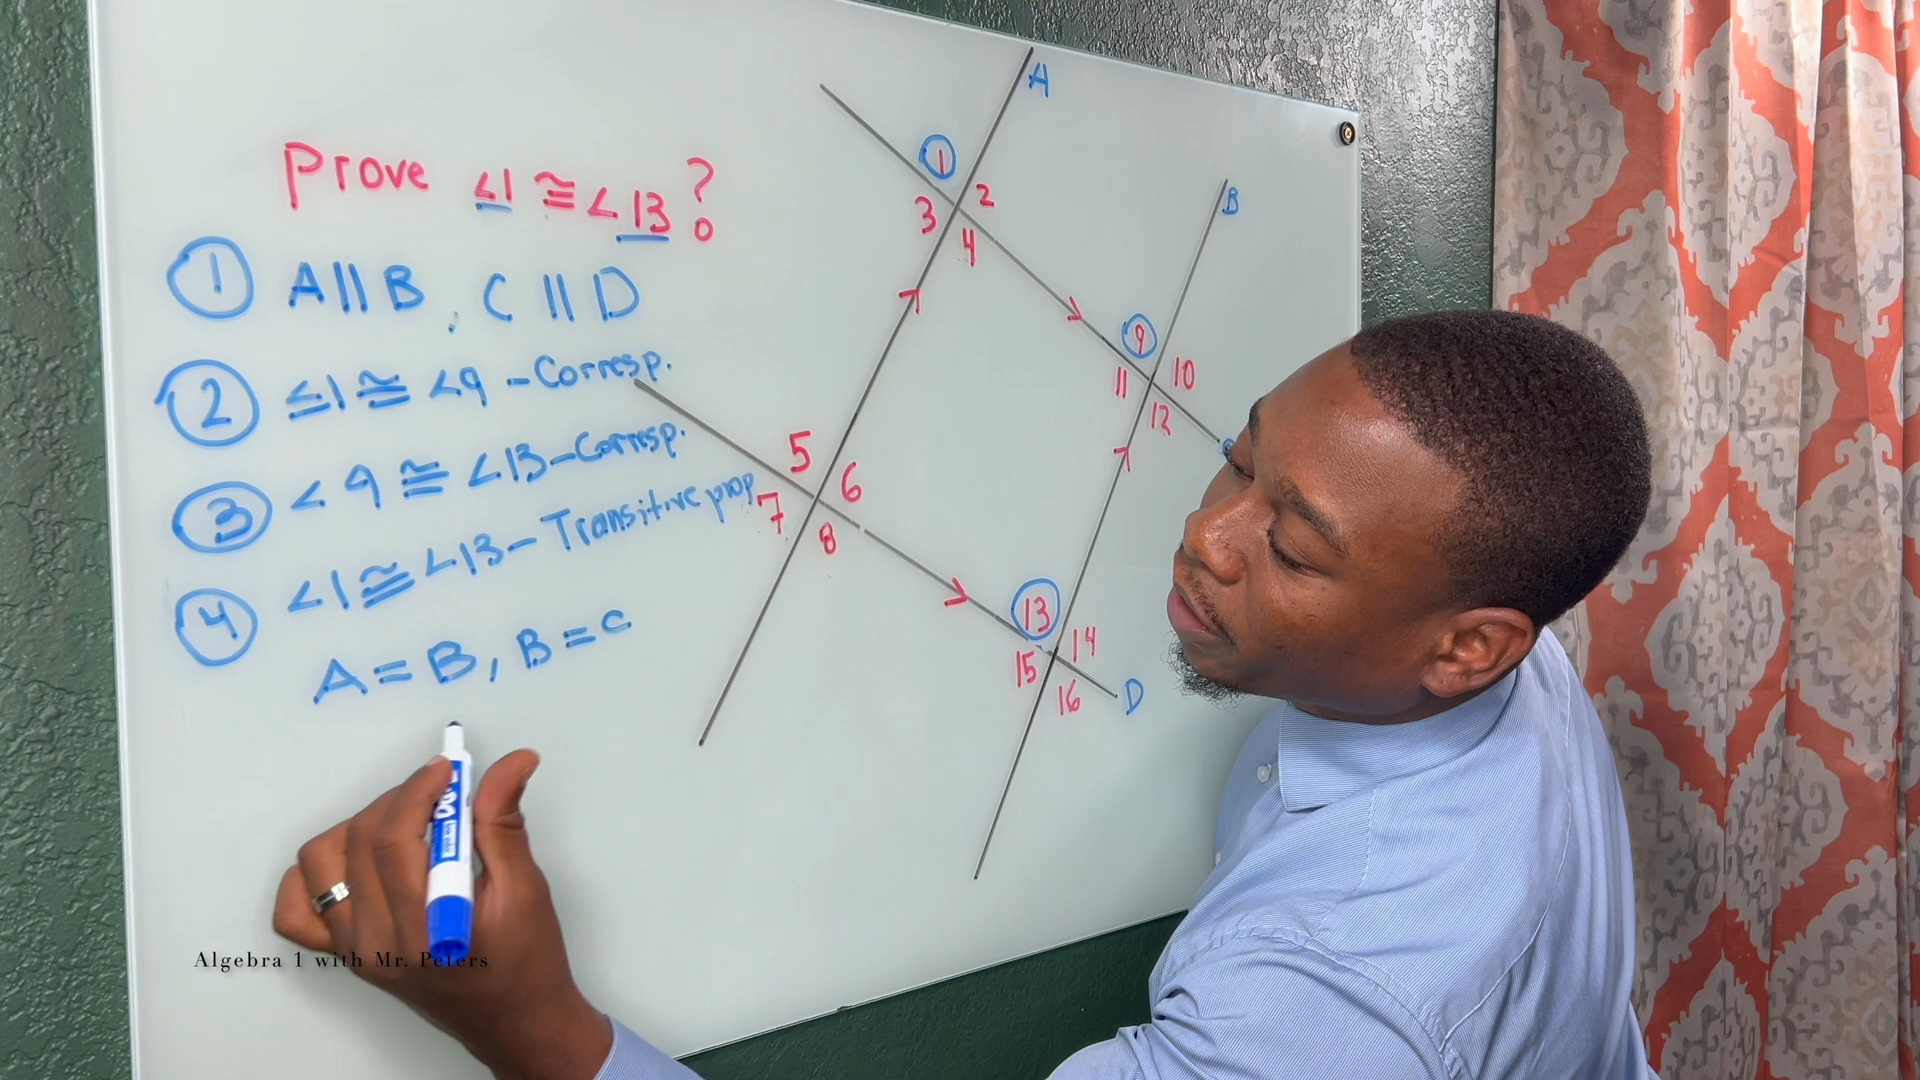 Prove ∠1 ≅ ∠13 ?
① A || B , C || D
② ∠1 ≅ ∠9 - Corresp.
③ ∠9 ≅ ∠13 - Corresp.
④ ∠1 ≅ ∠13 - Transitive prop
A = B, B = C
A
B
D
1
2
3
4
9
10
11
12
5
6
7
8
13
14
15
16
Algebra 1 with Mr. Peters